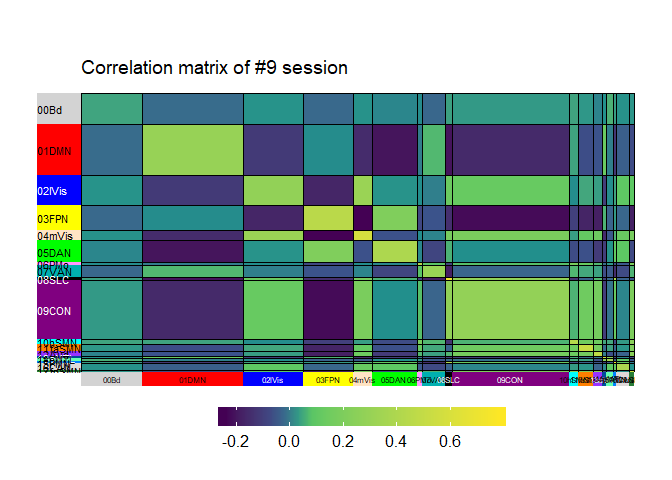 Correlation matrix of #9 session
00Bd
01DMN
02lVis
03FPN
04mVis
05DAN
07VAN
08SLC
09CON
00Bd 01DMN 02lVis 03FPN 04mVis 05DAN 08SLC 09CON
-0.2 0.0 0.2 0.4 0.6